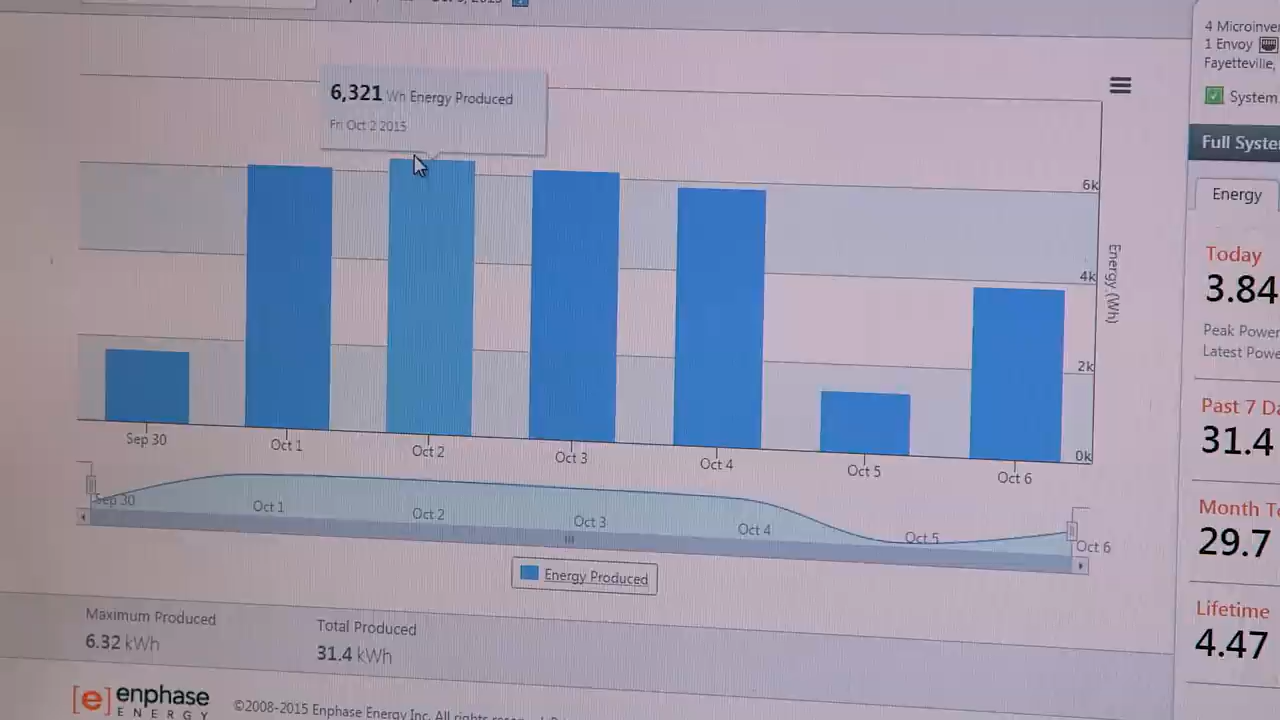 6,321 Wh Energy Produced
Fri Oct 2 2015
6k
4k
2k
0k
Energy (Wh)
Sep 30
Oct 1
Oct 2
Oct 3
Oct 4
Oct 5
Oct 6
Sep 30
Oct 1
Oct 2
Oct 3
Oct 4
Oct 5
Oct 6
Energy Produced
Maximum Produced
6.32 kWh
Total Produced
31.4 kWh
[e] enphase
ENERGY
©2008-2015 Enphase Energy Inc. All rights
4 Microinver
1 Envoy
Fayetteville,
System
Full Syste
Energy
Today
3.84
Peak Power
Latest Powe
Past 7 Da
31.4
Month To
29.7
Lifetime
4.47